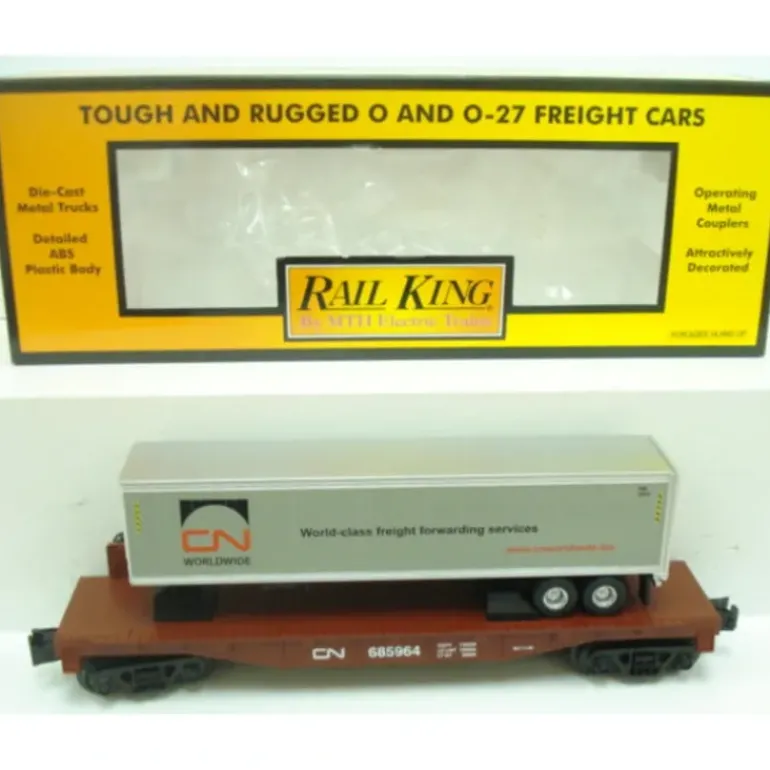 TOUGH AND RUGGED O AND O-27 FREIGHT CARS
Die-Cast
Metal Trucks
Detailed
ABS
Plastic Body
Operating
Metal
Couplers
Attractively
Decorated
RAIL KING®
By MTH Electric Trains
CN
WORLDWIDE
World-class freight forwarding services
CN 685964